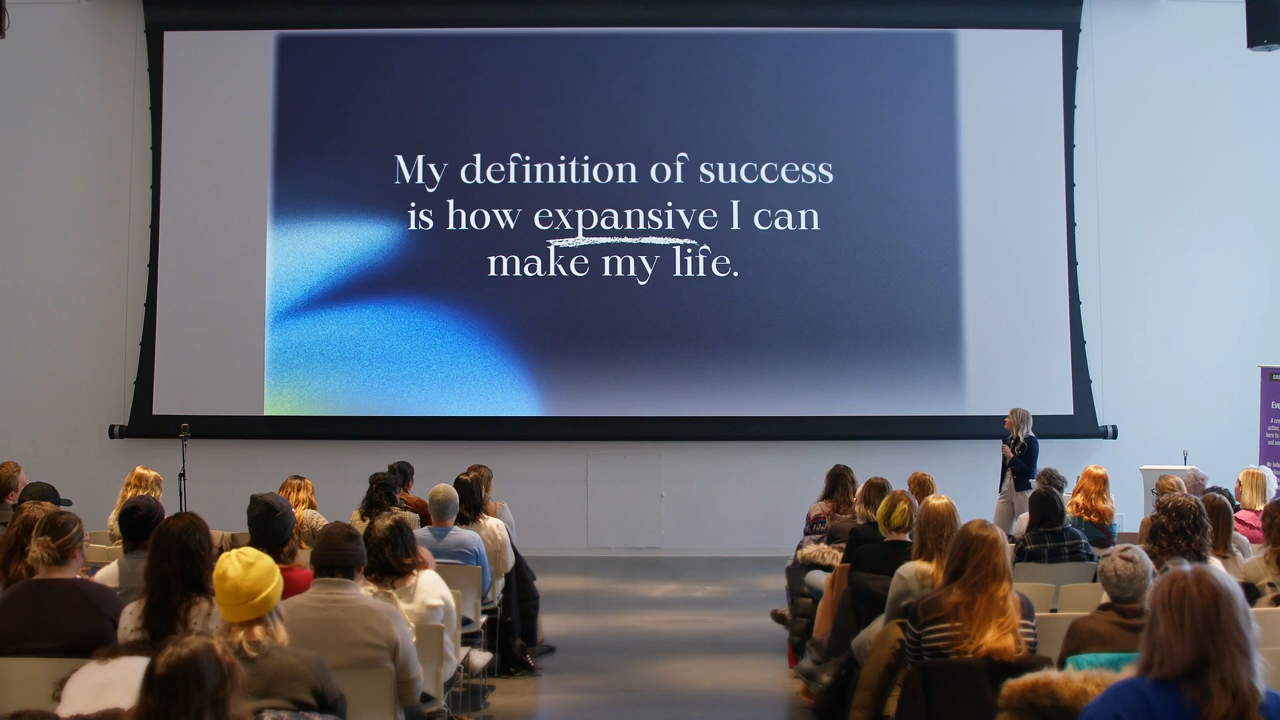 My definition of success
is how expansive I can
make my life.